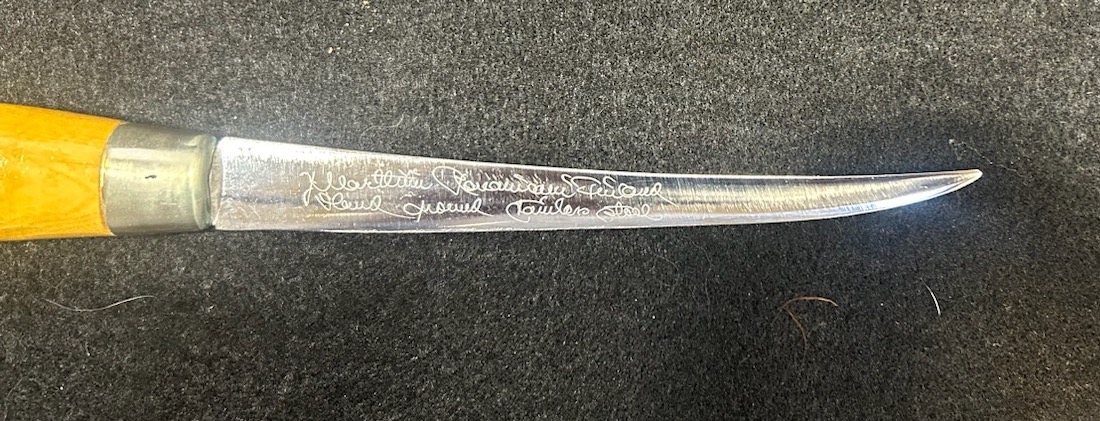 J Marttiini Rovaniemi Finland
Hand ground Stainless steel